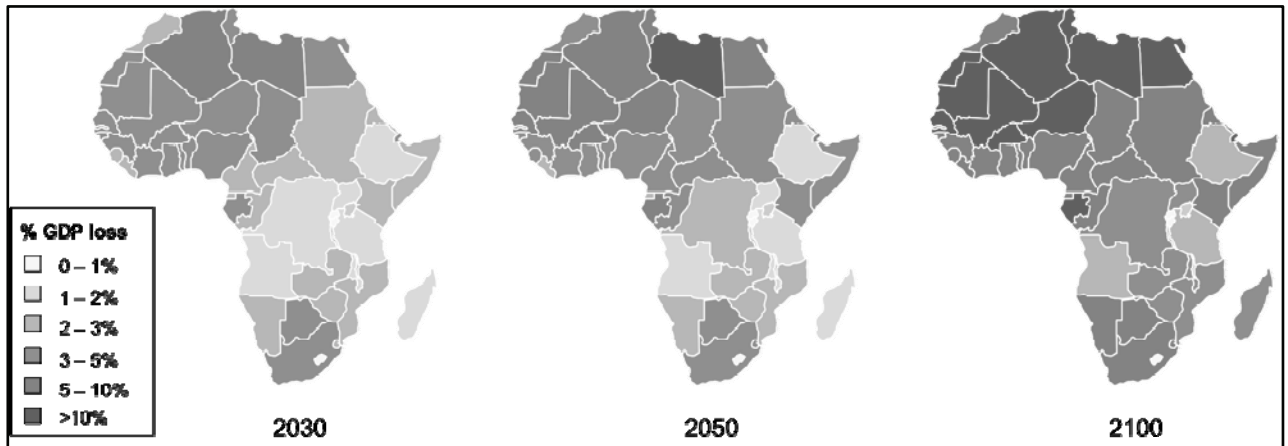 % GDP loss
0 – 1%
1 – 2%
2 – 3%
3 – 5%
5 – 10%
>10%
2030
2050
2100